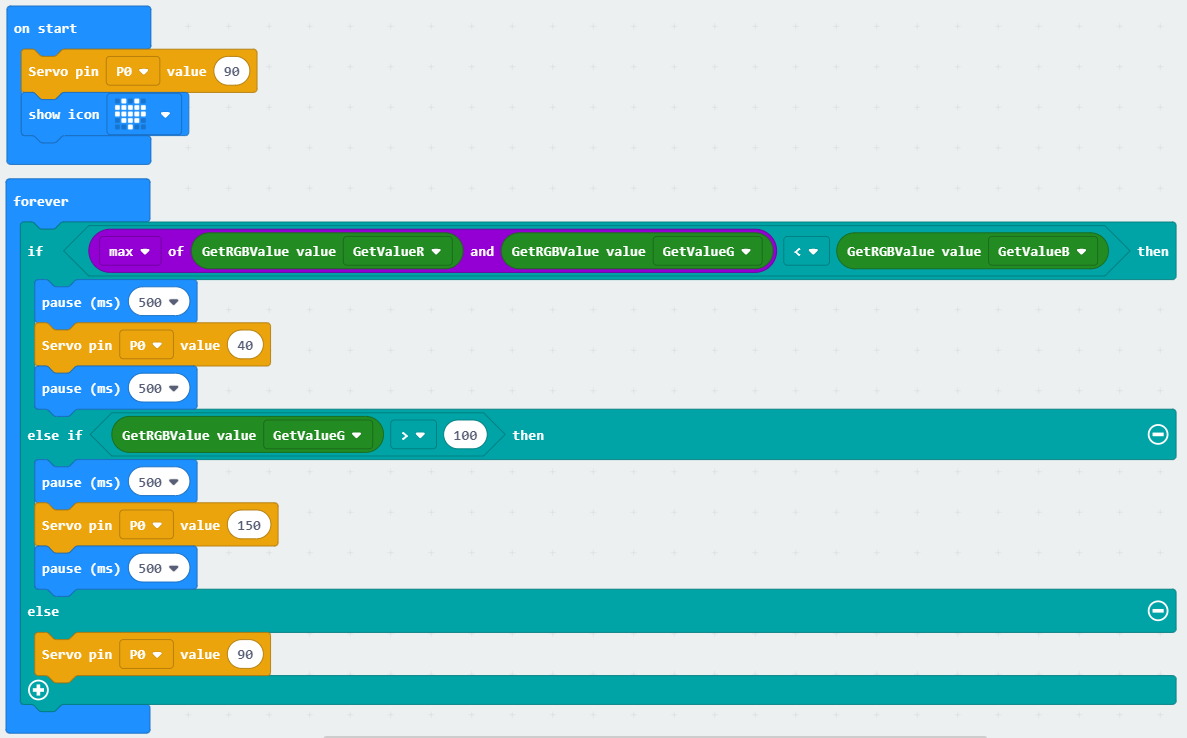 on start
Servo pin P0 value 90
show icon
forever
if max of GetRGBValue value GetValueR and GetRGBValue value GetValueG < GetRGBValue value GetValueB then
pause (ms) 500
Servo pin P0 value 40
pause (ms) 500
else if GetRGBValue value GetValueG > 100 then
pause (ms) 500
Servo pin P0 value 150
pause (ms) 500
else
Servo pin P0 value 90